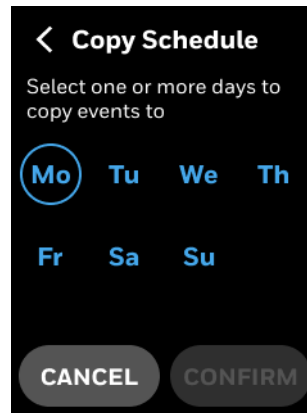 Copy Schedule
Select one or more days to
copy events to
Mo Tu We Th
Fr Sa Su
CANCEL CONFIRM